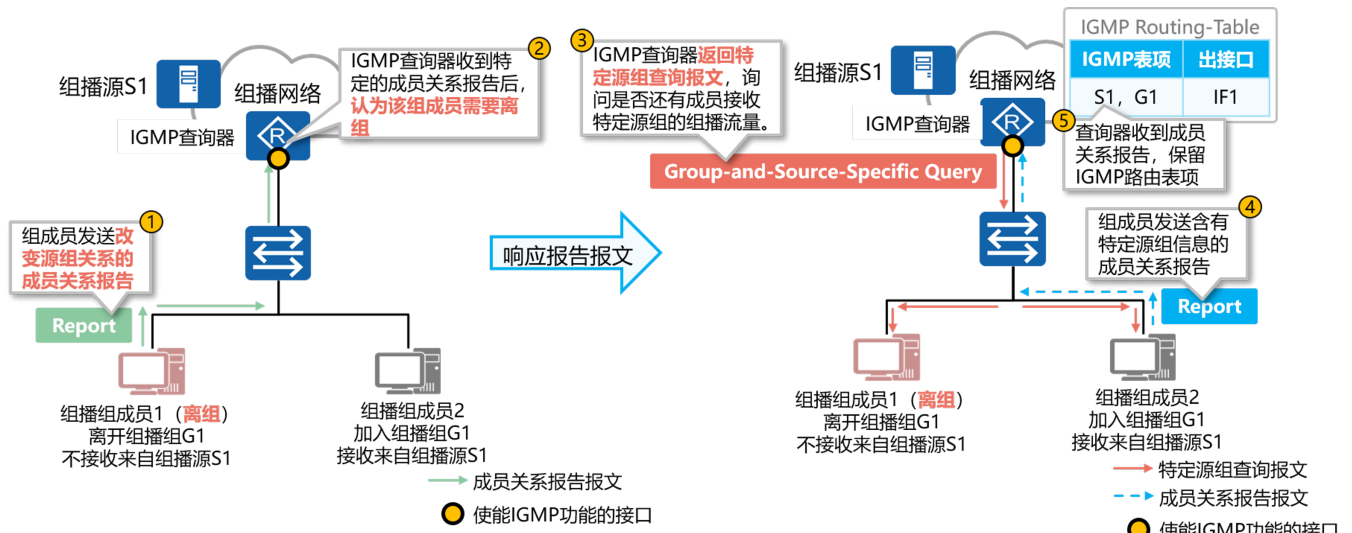 组播源S1
组播网络
IGMP查询器
②
IGMP查询器收到特
定的成员关系报告后，
认为该组成员需要离
组
①
组成员发送改
变源组关系的
成员关系报告
Report
组播组成员1（离组）
离开组播组G1
不接收来自组播源S1
组播组成员2
加入组播组G1
接收来自组播源S1
成员关系报告报文
使能IGMP功能的接口
响应报告报文
③
IGMP查询器返回特
定源组查询报文，询
问是否还有成员接收
特定源组的组播流量。
Group-and-Source-Specific Query
组播源S1
组播网络
IGMP查询器
IGMP Routing-Table
IGMP表项 出接口
S1，G1 IF1
⑤
查询器收到成员
关系报告，保留
IGMP路由表项
④
组成员发送含有
特定源组信息的
成员关系报告
Report
组播组成员1（离组）
离开组播组G1
不接收来自组播源S1
组播组成员2
加入组播组G1
接收来自组播源S1
特定源组查询报文
成员关系报告报文
使能IGMP功能的接口
R
R